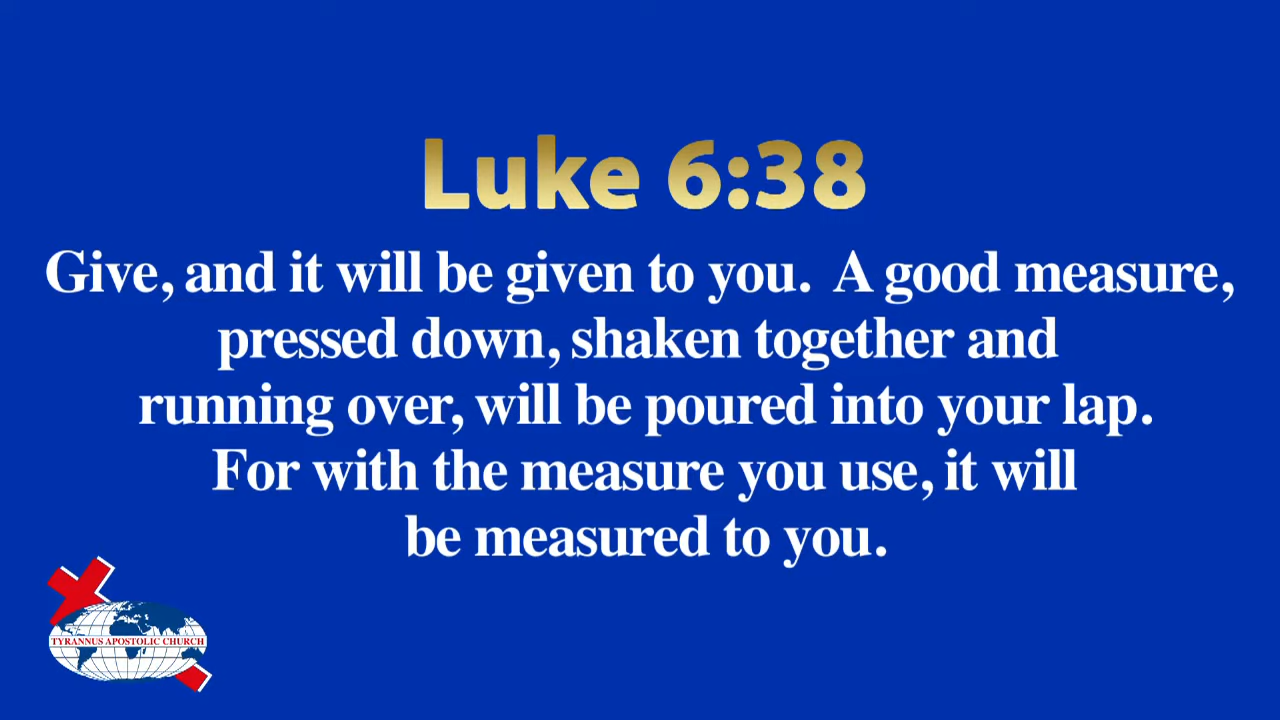 Luke 6:38
Give, and it will be given to you. A good measure,
pressed down, shaken together and
running over, will be poured into your lap.
For with the measure you use, it will
be measured to you.
TYRANNUS APOSTOLIC CHURCH